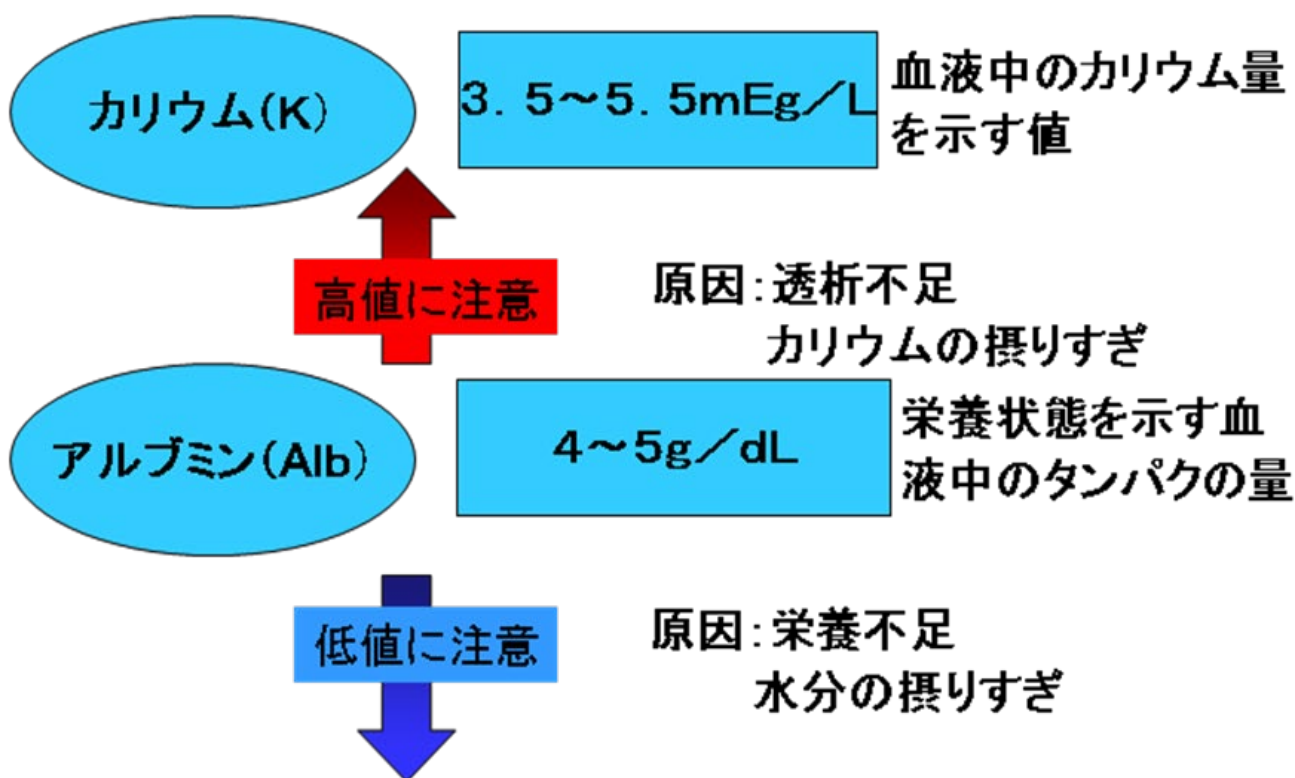 カリウム(K)
3.5～5.5mEg／L
血液中のカリウム量
を示す値
高値に注意
原因:透析不足
カリウムの摂りすぎ
アルブミン(Alb)
4～5g／dL
栄養状態を示す血
液中のタンパクの量
低値に注意
原因:栄養不足
水分の摂りすぎ